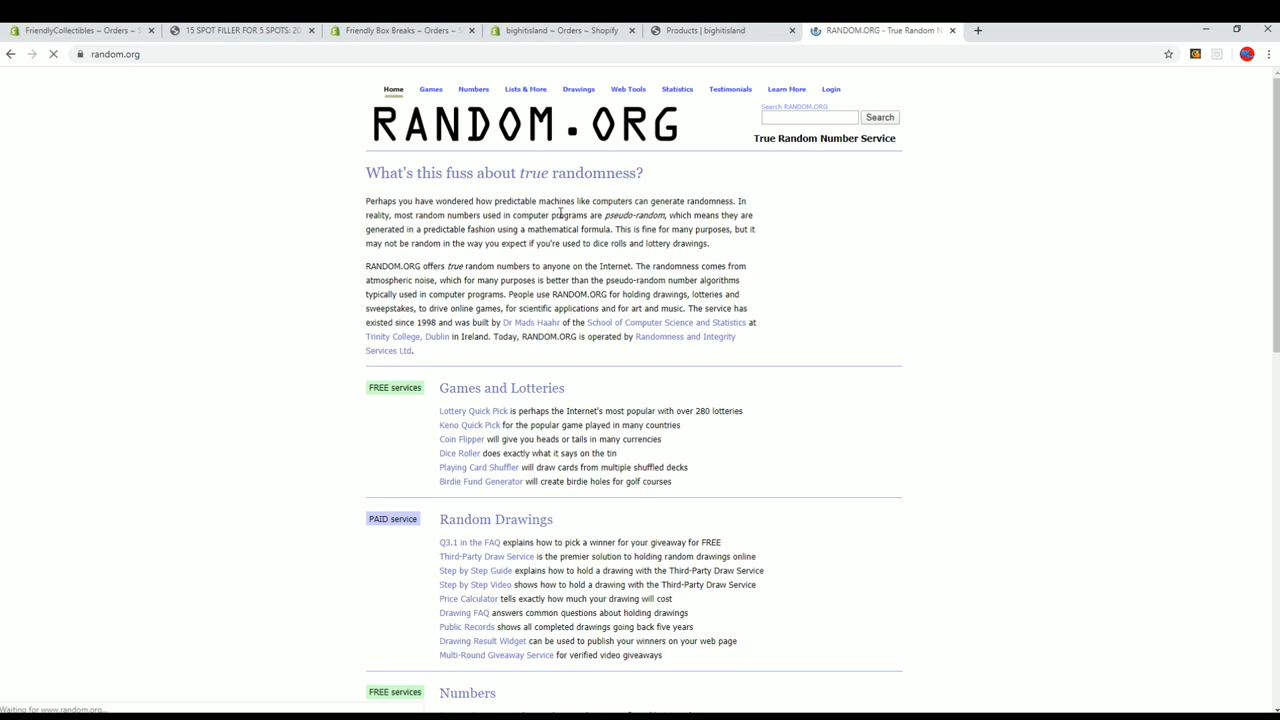 FriendlyCollectibles ~ Orders ~ S
15 SPOT FILLER FOR 5 SPOTS: 20
Friendly Box Breaks ~ Orders ~ S
bighitisland ~ Orders ~ Shopify
Products | bighitisland
RANDOM.ORG - True Random N
random.org
Home Games Numbers Lists & More Drawings Web Tools Statistics Testimonials Learn More Login
RANDOM.ORG
Search RANDOM.ORG
Search
True Random Number Service
What's this fuss about true randomness?
Perhaps you have wondered how predictable machines like computers can generate randomness. In
reality, most random numbers used in computer programs are pseudo-random, which means they are
generated in a predictable fashion using a mathematical formula. This is fine for many purposes, but it
may not be random in the way you expect if you're used to dice rolls and lottery drawings.
RANDOM.ORG offers true random numbers to anyone on the Internet. The randomness comes from
atmospheric noise, which for many purposes is better than the pseudo-random number algorithms
typically used in computer programs. People use RANDOM.ORG for holding drawings, lotteries and
sweepstakes, to drive online games, for scientific applications and for art and music. The service has
existed since 1998 and was built by Dr Mads Haahr of the School of Computer Science and Statistics at
Trinity College, Dublin in Ireland. Today, RANDOM.ORG is operated by Randomness and Integrity
Services Ltd.
FREE services
Games and Lotteries
Lottery Quick Pick is perhaps the Internet's most popular with over 280 lotteries
Keno Quick Pick for the popular game played in many countries
Coin Flipper will give you heads or tails in many currencies
Dice Roller does exactly what it says on the tin
Playing Card Shuffler will draw cards from multiple shuffled decks
Birdie Fund Generator will create birdie holes for golf courses
PAID service
Random Drawings
Q3.1 in the FAQ explains how to pick a winner for your giveaway for FREE
Third-Party Draw Service is the premier solution to holding random drawings online
Step by Step Guide explains how to hold a drawing with the Third-Party Draw Service
Step by Step Video shows how to hold a drawing with the Third-Party Draw Service
Price Calculator tells exactly how much your drawing will cost
Drawing FAQ answers common questions about holding drawings
Public Records shows all completed drawings going back five years
Drawing Result Widget can be used to publish your winners on your web page
Multi-Round Giveaway Service for verified video giveaways
FREE services
Numbers
Waiting for www.random.org...